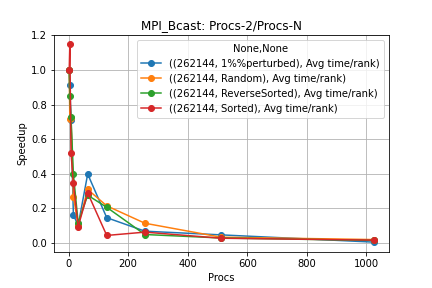 MPI_Bcast: Procs-2/Procs-N
1.2
1.0
0.8
0.6
0.4
0.2
0.0
Speedup
None,None
((262144, 1%%perturbed), Avg time/rank)
((262144, Random), Avg time/rank)
((262144, ReverseSorted), Avg time/rank)
((262144, Sorted), Avg time/rank)
0 200 400 600 800 1000
Procs